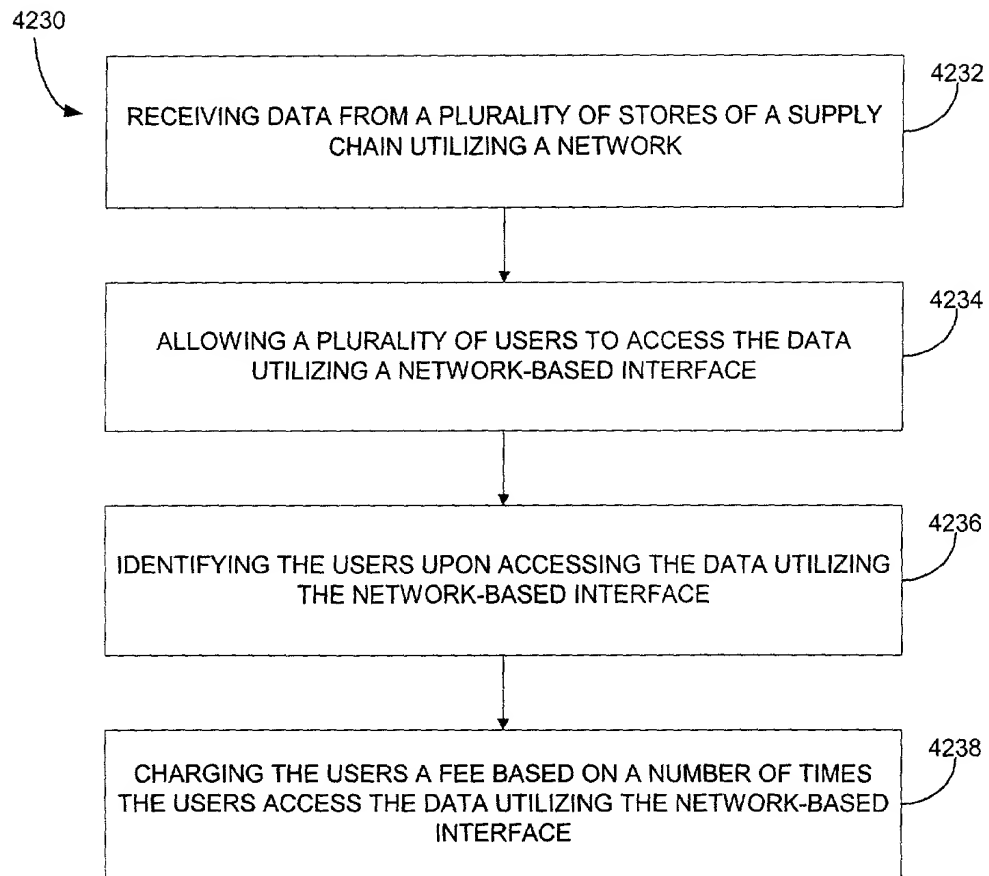 4230
RECEIVING DATA FROM A PLURALITY OF STORES OF A SUPPLY
CHAIN UTILIZING A NETWORK
4232
ALLOWING A PLURALITY OF USERS TO ACCESS THE DATA
UTILIZING A NETWORK-BASED INTERFACE
4234
IDENTIFYING THE USERS UPON ACCESSING THE DATA UTILIZING
THE NETWORK-BASED INTERFACE
4236
CHARGING THE USERS A FEE BASED ON A NUMBER OF TIMES
THE USERS ACCESS THE DATA UTILIZING THE NETWORK-BASED
INTERFACE
4238